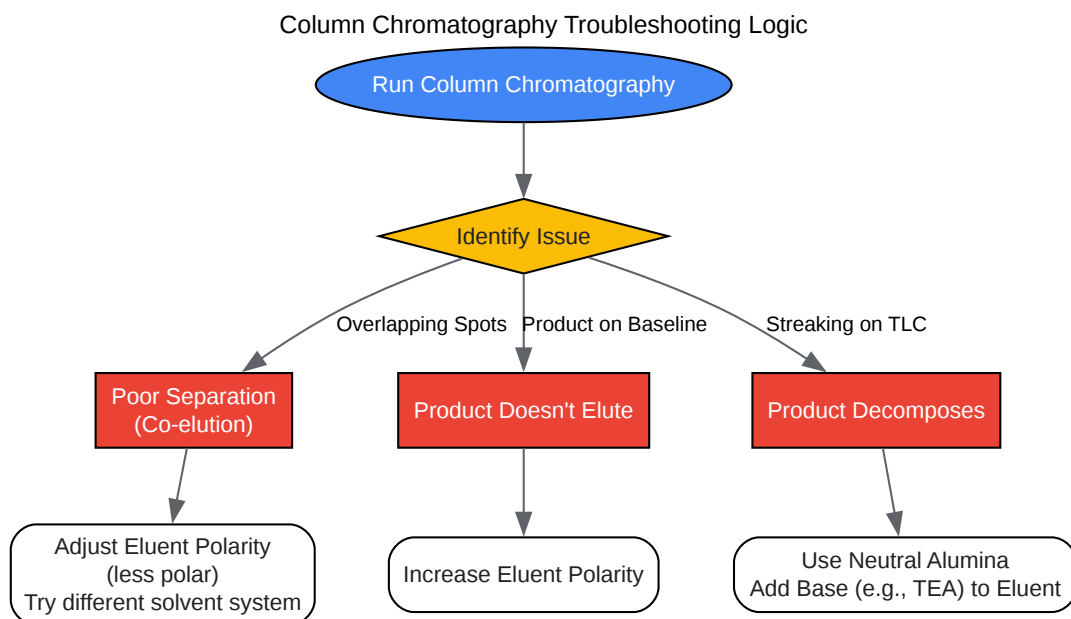 Column Chromatography Troubleshooting Logic
Run Column Chromatography
Identify Issue
Overlapping Spots
Product on Baseline
Streaking on TLC
Poor Separation
(Co-elution)
Product Doesn't Elute
Product Decomposes
Adjust Eluent Polarity
(less polar)
Try different solvent system
Increase Eluent Polarity
Use Neutral Alumina
Add Base (e.g., TEA) to Eluent